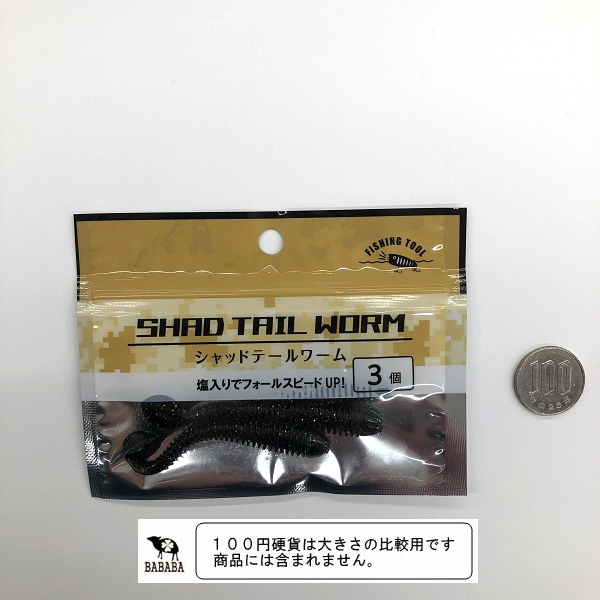 FISHING TOOL
SHAD TAIL WORM
シャッドテールワーム
塩入りでフォールスピードUP!
3個
100
BABABA
100円硬貨は大きさの比較用です
商品には含まれません。